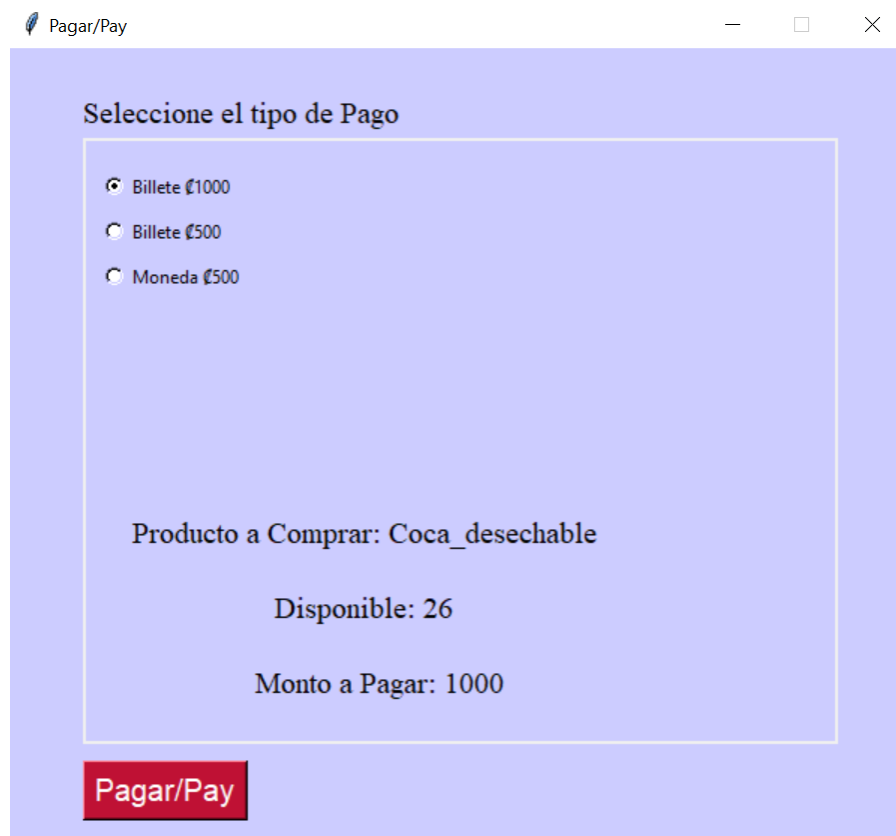 Pagar/Pay
Seleccione el tipo de Pago
Billete ₡1000
Billete ₡500
Moneda ₡500
Producto a Comprar: Coca_desechable
Disponible: 26
Monto a Pagar: 1000
Pagar/Pay